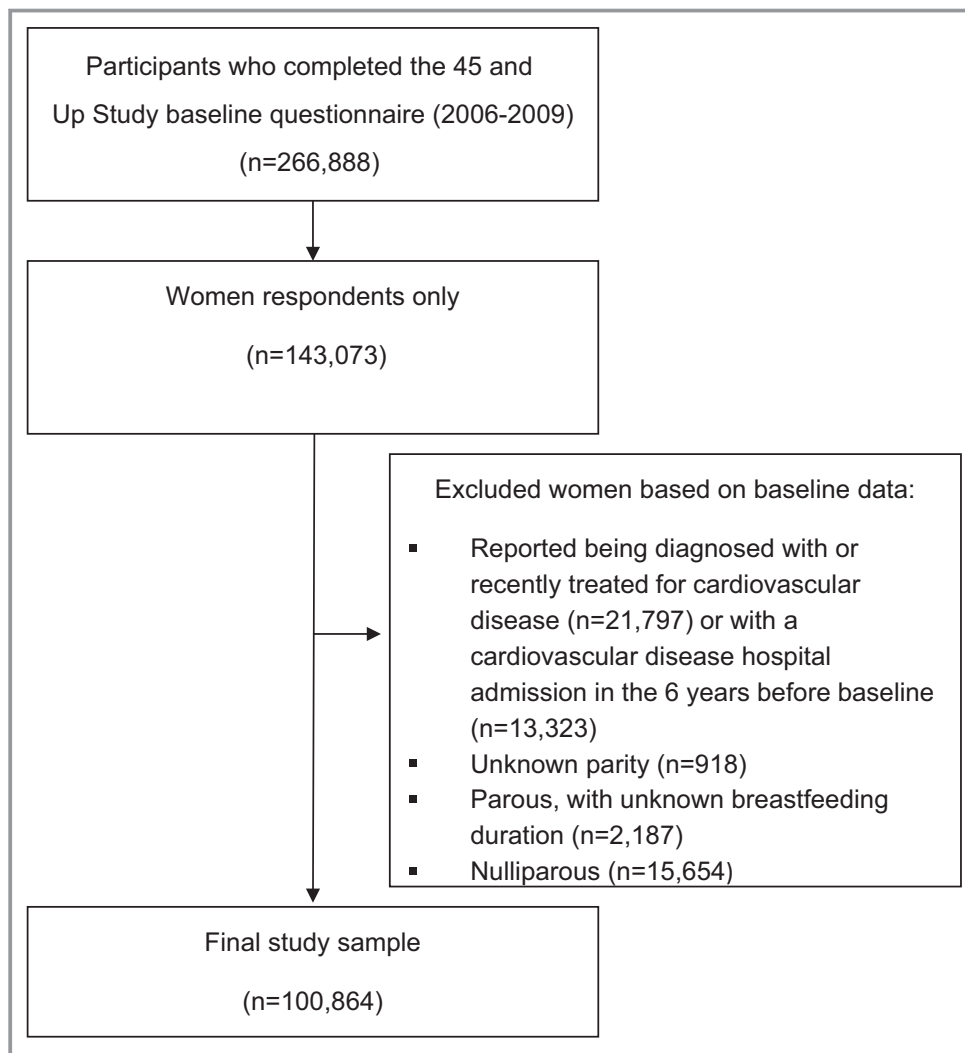 Participants who completed the 45 and
Up Study baseline questionnaire (2006-2009)
(n=266,888)
Women respondents only
(n=143,073)
Excluded women based on baseline data:
▪ Reported being diagnosed with or
recently treated for cardiovascular
disease (n=21,797) or with a
cardiovascular disease hospital
admission in the 6 years before baseline
(n=13,323)
▪ Unknown parity (n=918)
▪ Parous, with unknown breastfeeding
duration (n=2,187)
▪ Nulliparous (n=15,654)
Final study sample
(n=100,864)